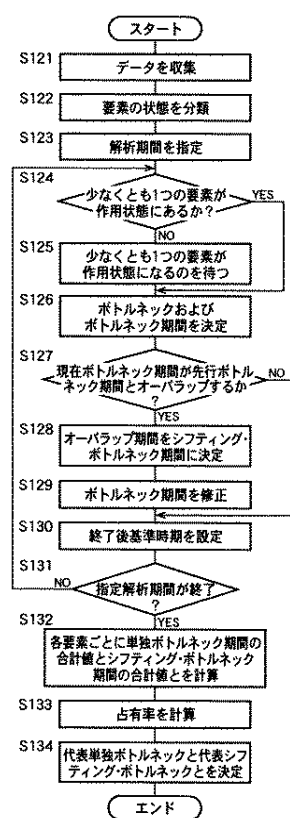 スタート
S121
データを収集
S122
要素の状態を分類
S123
解析期間を指定
S124
少なくとも1つの要素が
作用状態にあるか?
YES
NO
S125
少なくとも1つの要素が
作用状態になるのを待つ
S126
ボトルネックおよび
ボトルネック期間を決定
S127
現在ボトルネック期間が先行ボトル
ネック期間とオーバラップするか
?
NO
YES
S128
オーバラップ期間をシフティング・
ボトルネック期間に決定
S129
ボトルネック期間を修正
S130
終了後基準時期を設定
S131
NO
指定解析期間が終了
?
YES
S132
各要素ごとに単独ボトルネック期間の
合計値とシフティング・ボトルネック
期間の合計値とを計算
S133
占有率を計算
S134
代表単独ボトルネックと代表シフ
ティング・ボトルネックとを決定
エンド